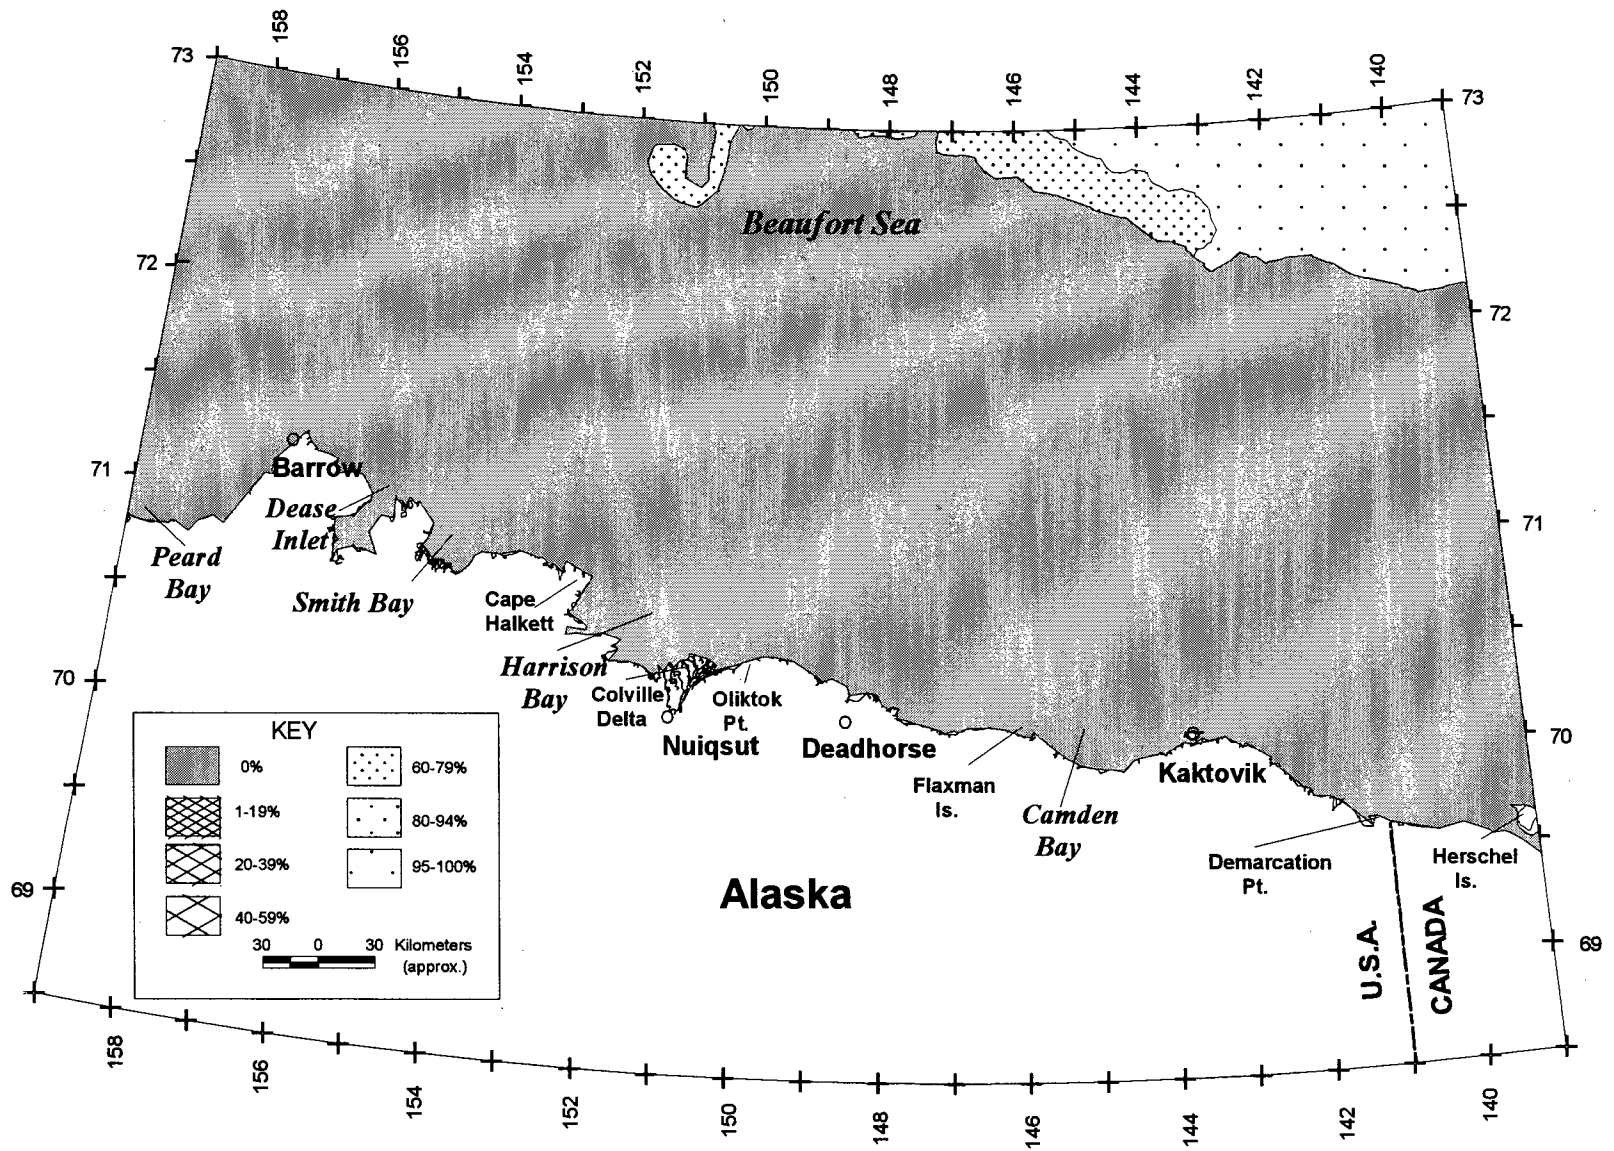 158
156
154
152
150
148
146
144
142
140
73
73
Beaufort Sea
72
72
71
71
Barrow
Dease
Inlet
Peard
Bay
Smith Bay
Cape
Halkett
Harrison
Bay
Colville
Delta
Oliktok
Pt.
Nuiqsut
Deadhorse
Flaxman
Is.
Camden
Bay
Kaktovik
Demarcation
Pt.
Herschel
Is.
70
70
Alaska
U.S.A.
CANADA
69
69
KEY
0%
1-19%
20-39%
40-59%
60-79%
80-94%
95-100%
30 0 30 Kilometers
(approx.)
158
156
154
152
150
148
146
144
142
140